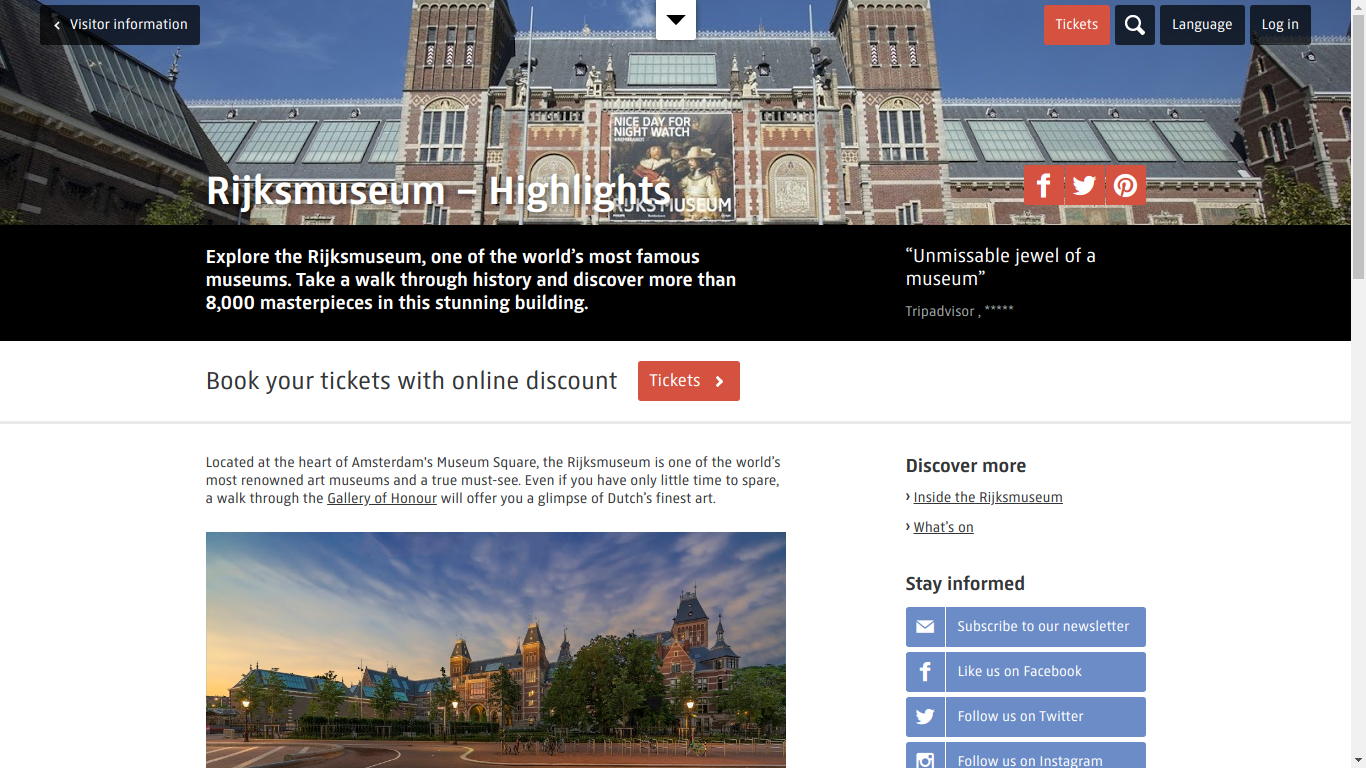 Visitor information
Tickets
Language
Log in
NICE DAY FOR
NIGHT WATCH
RIJKSMUSEUM
Rijksmuseum – Highlights
Explore the Rijksmuseum, one of the world’s most famous
museums. Take a walk through history and discover more than
8,000 masterpieces in this stunning building.
“Unmissable jewel of a
museum”
Tripadvisor , *****
Book your tickets with online discount
Tickets
Located at the heart of Amsterdam's Museum Square, the Rijksmuseum is one of the world’s
most renowned art museums and a true must-see. Even if you have only little time to spare,
a walk through the Gallery of Honour will offer you a glimpse of Dutch’s finest art.
Discover more
› Inside the Rijksmuseum
› What’s on
Stay informed
Subscribe to our newsletter
Like us on Facebook
Follow us on Twitter
Follow us on Instagram